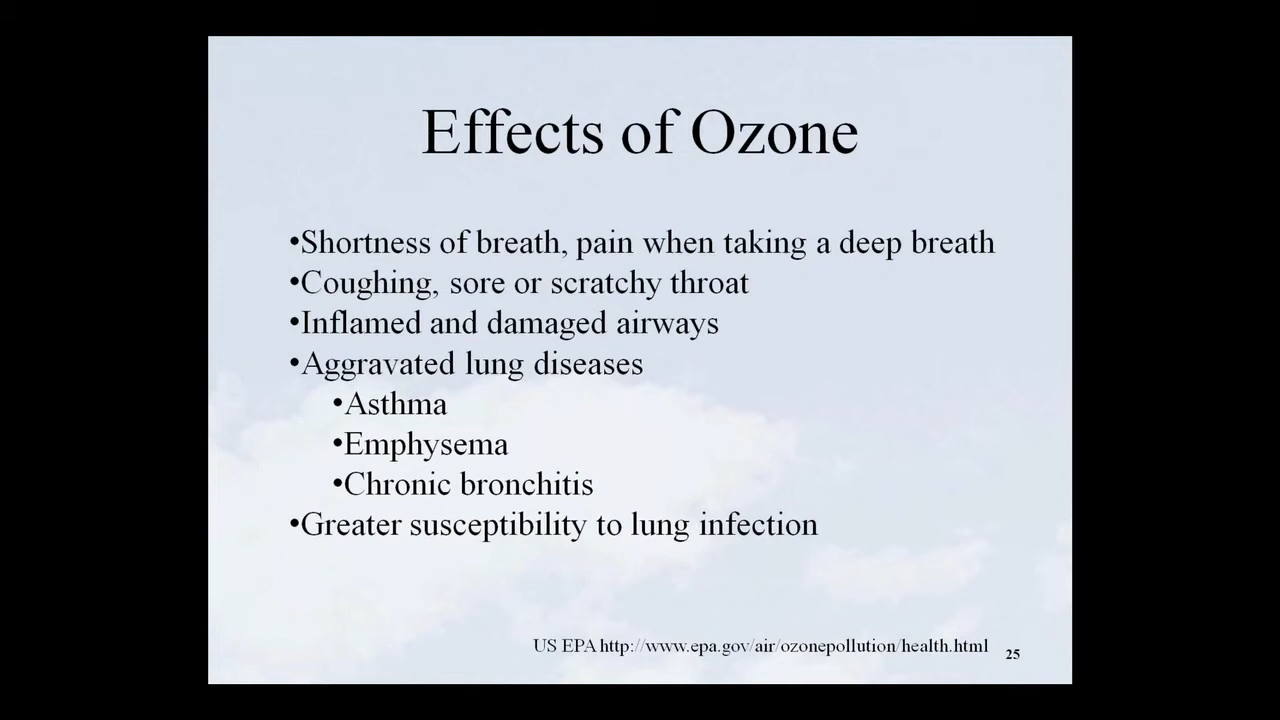 Effects of Ozone
•Shortness of breath, pain when taking a deep breath
•Coughing, sore or scratchy throat
•Inflamed and damaged airways
•Aggravated lung diseases
•Asthma
•Emphysema
•Chronic bronchitis
•Greater susceptibility to lung infection
US EPA http://www.epa.gov/air/ozonepollution/health.html
25